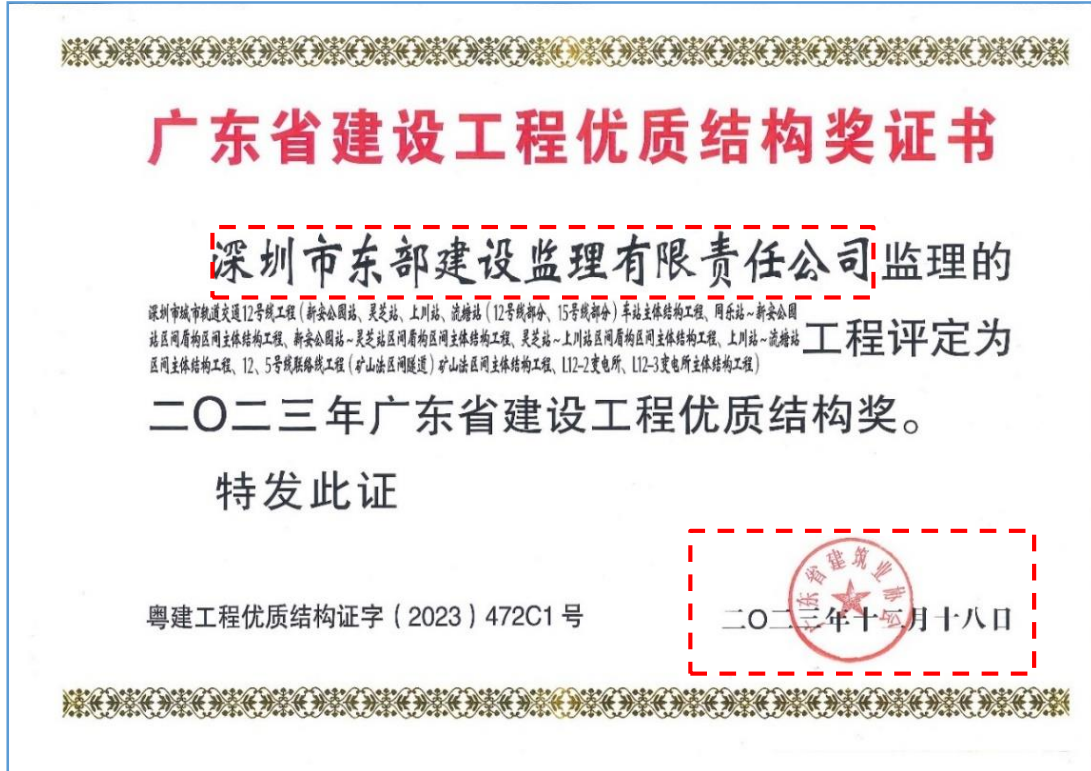 广东省建设工程优质结构奖证书
深圳市东部建设监理有限责任公司监理的
深圳市城市轨道交通12号线工程（新安公园站、灵芝站、上川站、流塘站（12号线部分、15号线部分）车站主体结构工程、同乐站~新安公园
站区间盾构区间主体结构工程、新安公园站~灵芝站区间盾构区间主体结构工程、灵芝站~上川站区间盾构区间主体结构工程、上川站~流塘站
区间主体结构工程、12、5号线联络线工程（矿山法区间隧道）矿山法区间主体结构工程、L12-2变电所、L12-3变电所主体结构工程）
工程评定为
二〇二三年广东省建设工程优质结构奖。
特发此证
广东省建筑业协会
粤建工程优质结构证字（2023）472C1号
二〇二三年十二月十八日